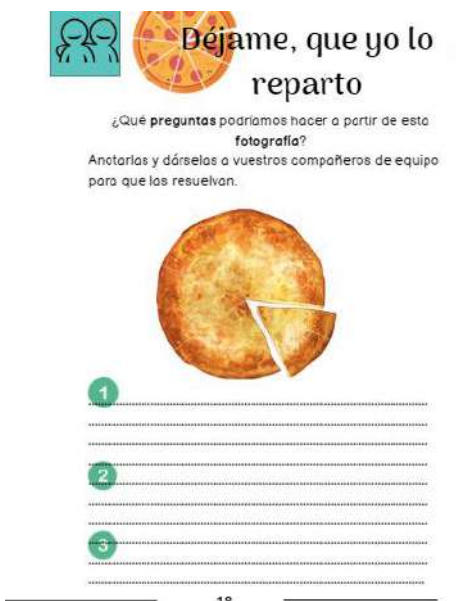 Déjame, que yo lo
reparto
¿Qué preguntas podríamos hacer a partir de esta
fotografía?
Anotarlas y dárselas a vuestros compañeros de equipo
para que las resuelvan.
1
2
3
18